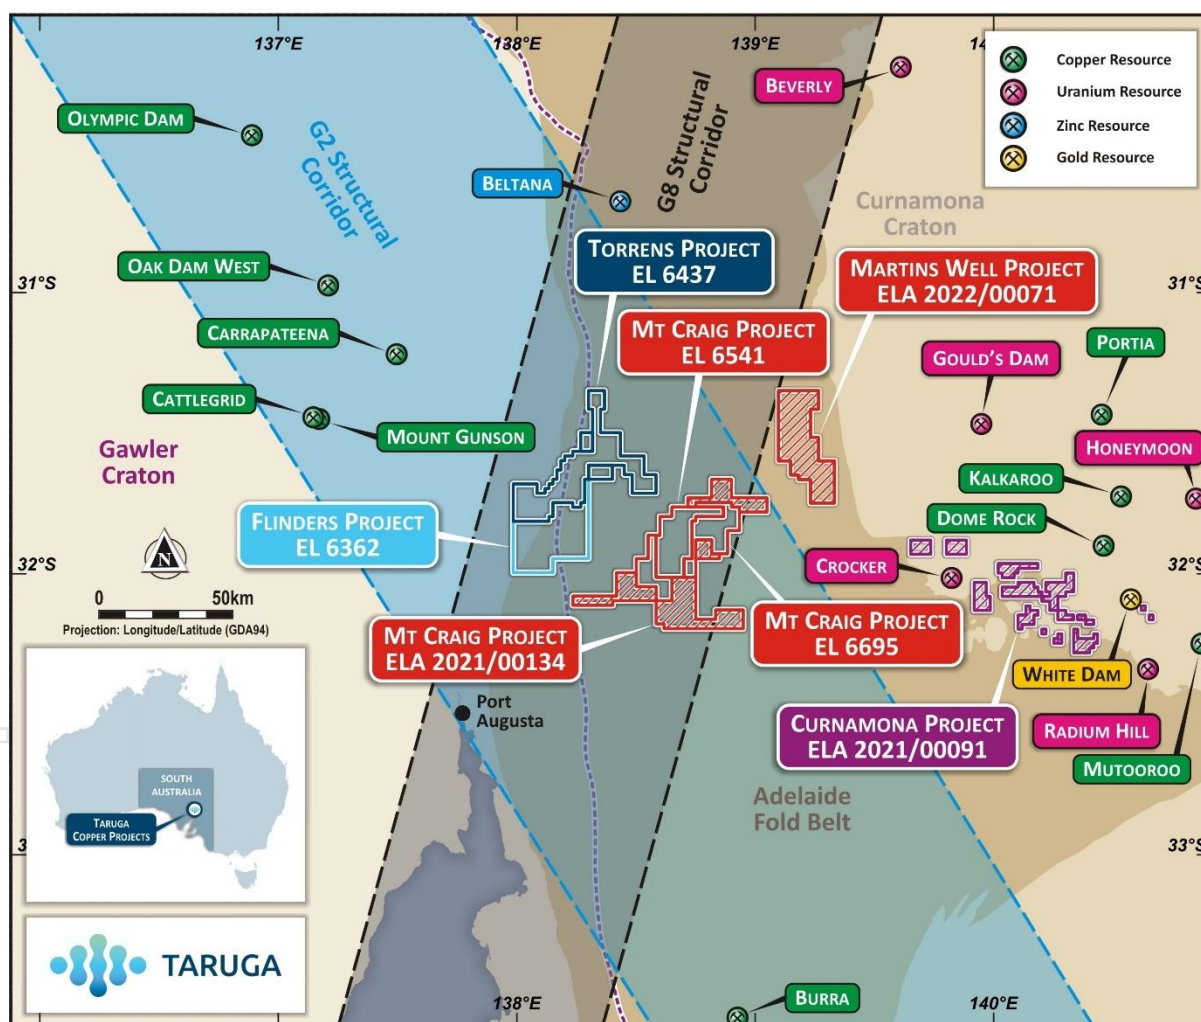 137°E
138°E
139°E
14
Copper Resource
Uranium Resource
Zinc Resource
Gold Resource
BEVERLY
OLYMPIC DAM
G2 Structural
Corridor
G8 Structural
Corridor
BELTANA
Curnamona
Craton
TORRENS PROJECT
EL 6437
MARTINS WELL PROJECT
ELA 2022/00071
OAK DAM WEST
31°S
31°S
MT CRAIG PROJECT
EL 6541
CARRAPATEENA
PORTIA
GOULD'S DAM
CATTLEGRID
MOUNT GUNSON
HONEYMOON
Gawler
Craton
KALKAROO
FLINDERS PROJECT
EL 6362
DOME ROCK
N
32°S
32°S
CROCKER
0 50km
Projection: Longitude/Latitude (GDA94)
MT CRAIG PROJECT
ELA 2021/00134
MT CRAIG PROJECT
EL 6695
WHITE DAM
Port
Augusta
CURNAMONA PROJECT
ELA 2021/00091
RADIUM HILL
MUTOOROO
SOUTH
AUSTRALIA
TARUGA
COPPER PROJECTS
Adelaide
Fold Belt
3
33°S
TARUGA
138°E
BURRA
140°E